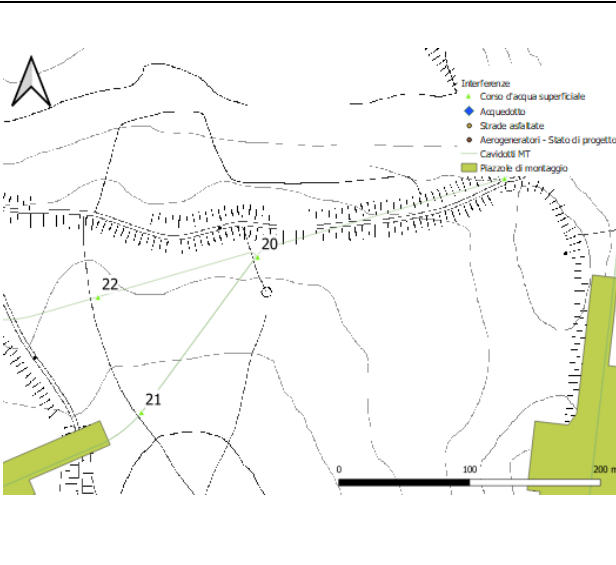 Interferenze
Corso d'acqua superficiale
Acquedotto
Strade asfaltate
Aerogeneratori - Stato di progetto
Cavidotti MT
Piazzole di montaggio
20
22
21
0 100 200 m